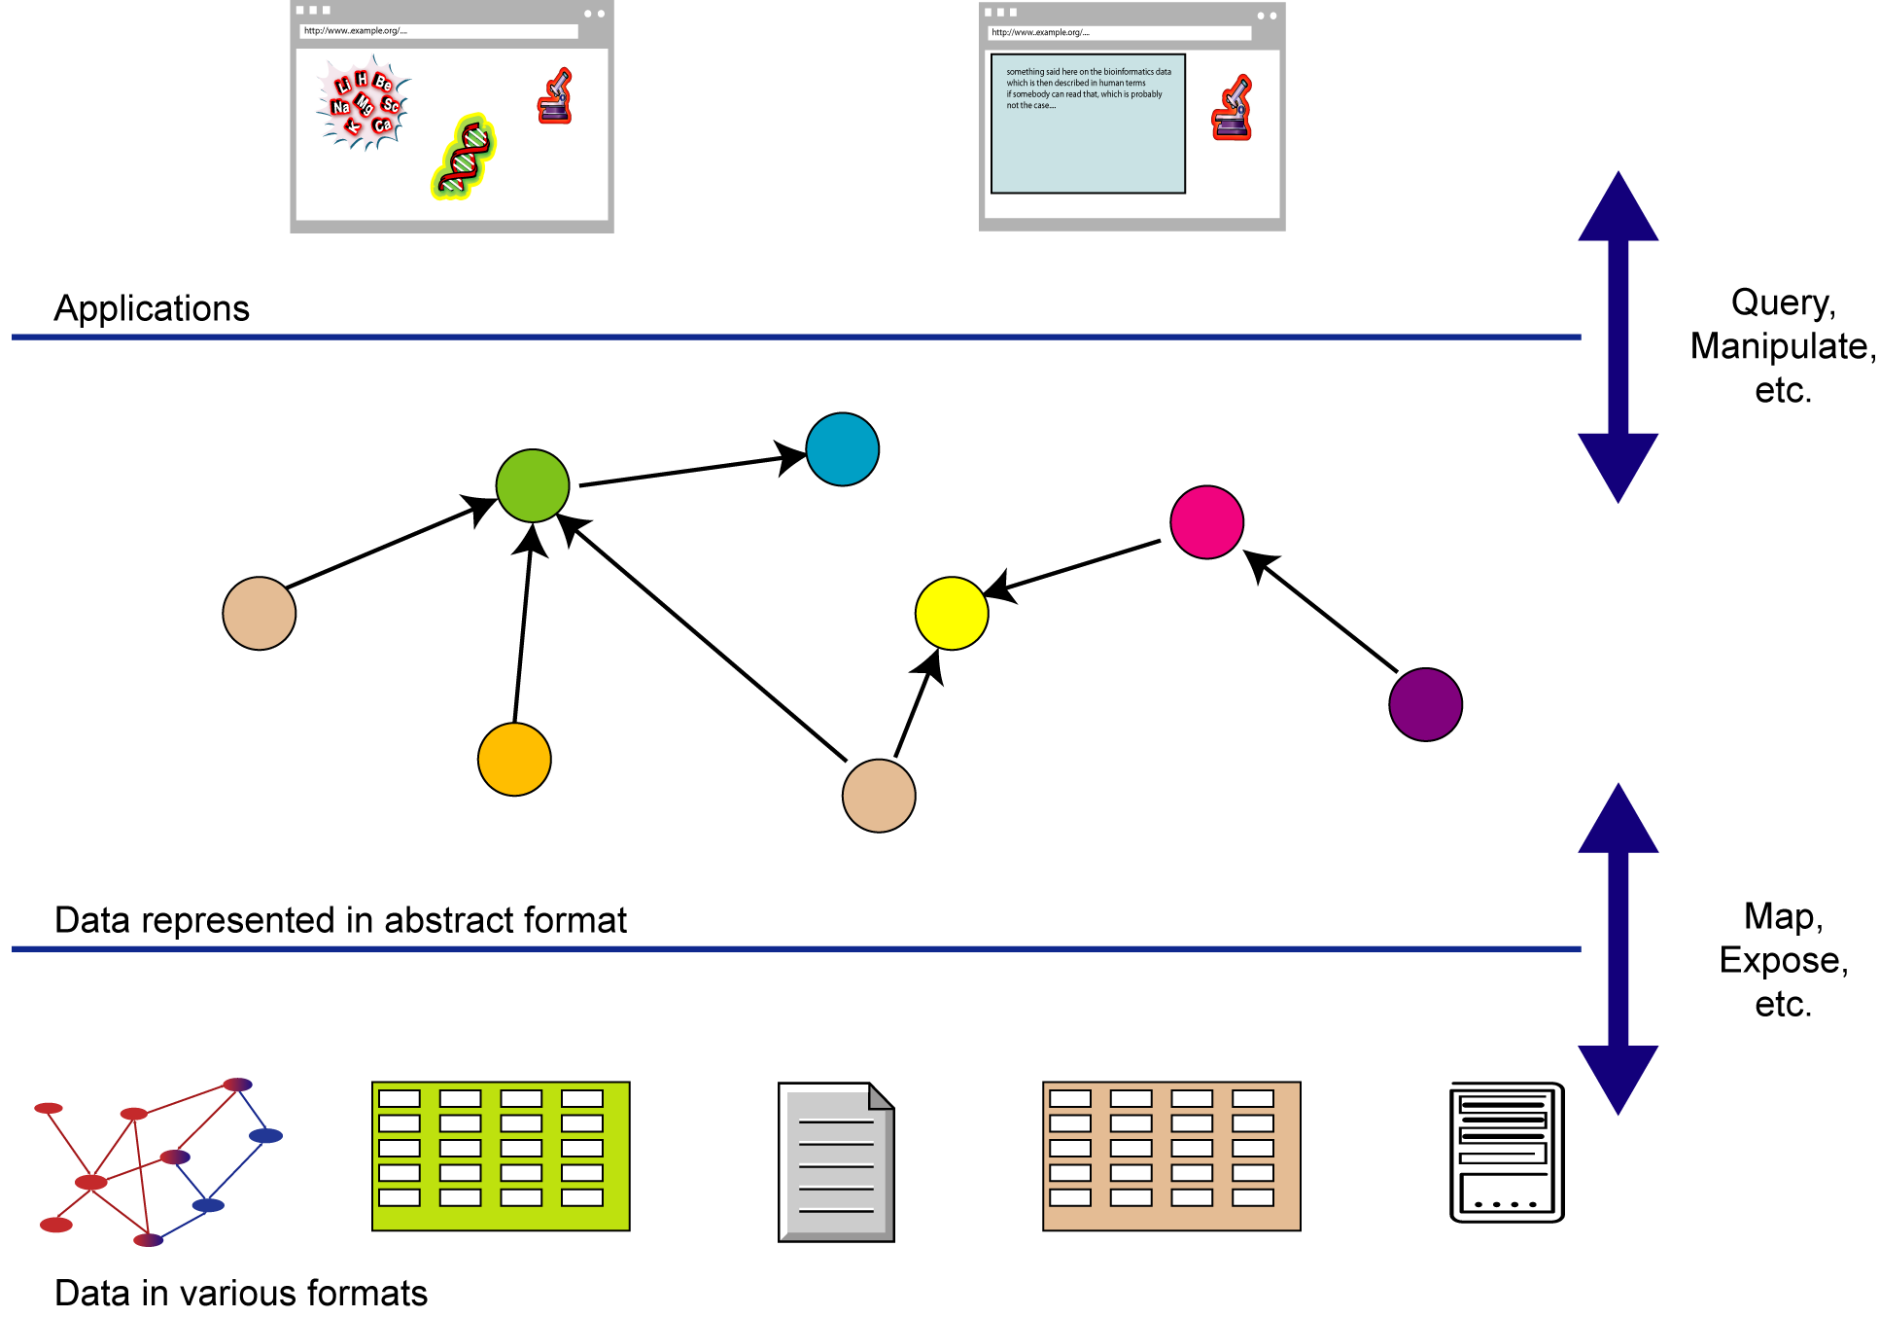 http://www..example.org/....
Li H Be
Na Mg Sc
K Ca
http://www..example.org/....
something said here on the bioinformatics data
which is then described in human terms
if somebody can read that, which is probably
not the case....
Applications
Query,
Manipulate,
etc.
Data represented in abstract format
Map,
Expose,
etc.
Data in various formats